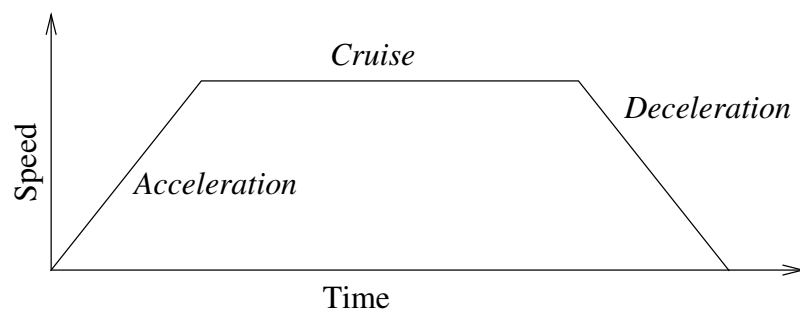 Cruise
Deceleration
Acceleration
Speed
Time